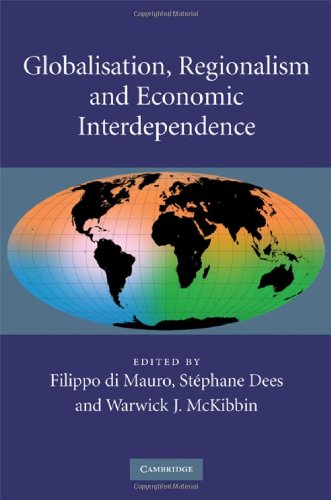 Globalisation, Regionalism
and Economic
Interdependence
EDITED BY
Filippo di Mauro, Stéphane Dees
and Warwick J. McKibbin
CAMBRIDGE